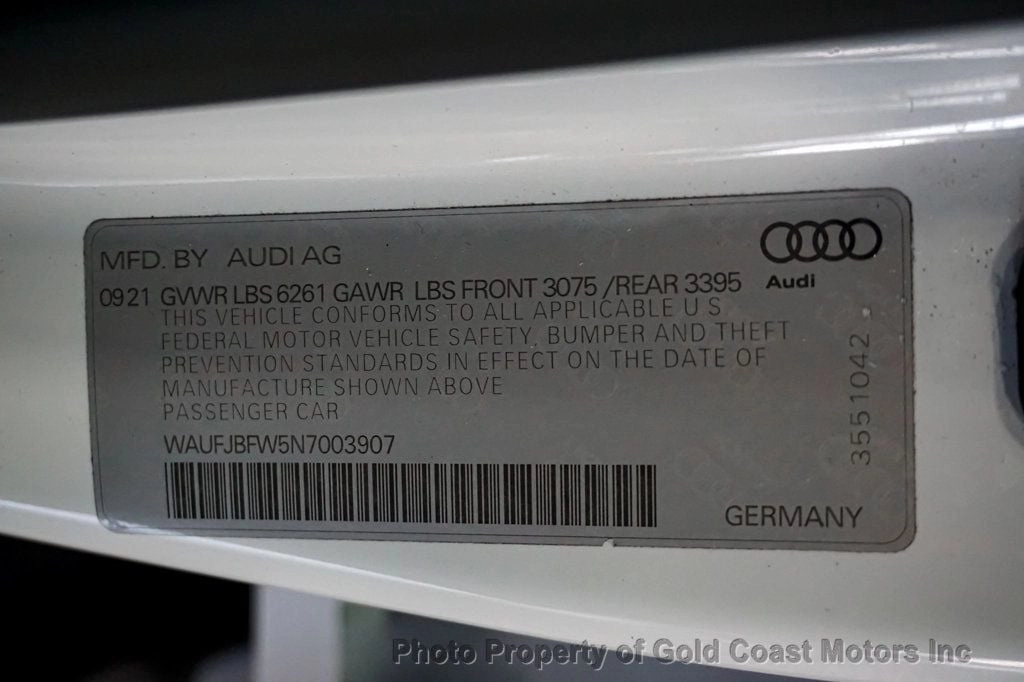 MFD. BY AUDI AG
Audi
0921 GVWR LBS 6261 GAWR LBS FRONT 3075 /REAR 3395
THIS VEHICLE CONFORMS TO ALL APPLICABLE U S
FEDERAL MOTOR VEHICLE SAFETY, BUMPER AND THEFT
PREVENTION STANDARDS IN EFFECT ON THE DATE OF
MANUFACTURE SHOWN ABOVE
PASSENGER CAR
WAUFJBFW5N7003907
3551042
GERMANY
Photo Property of Gold Coast Motors Inc